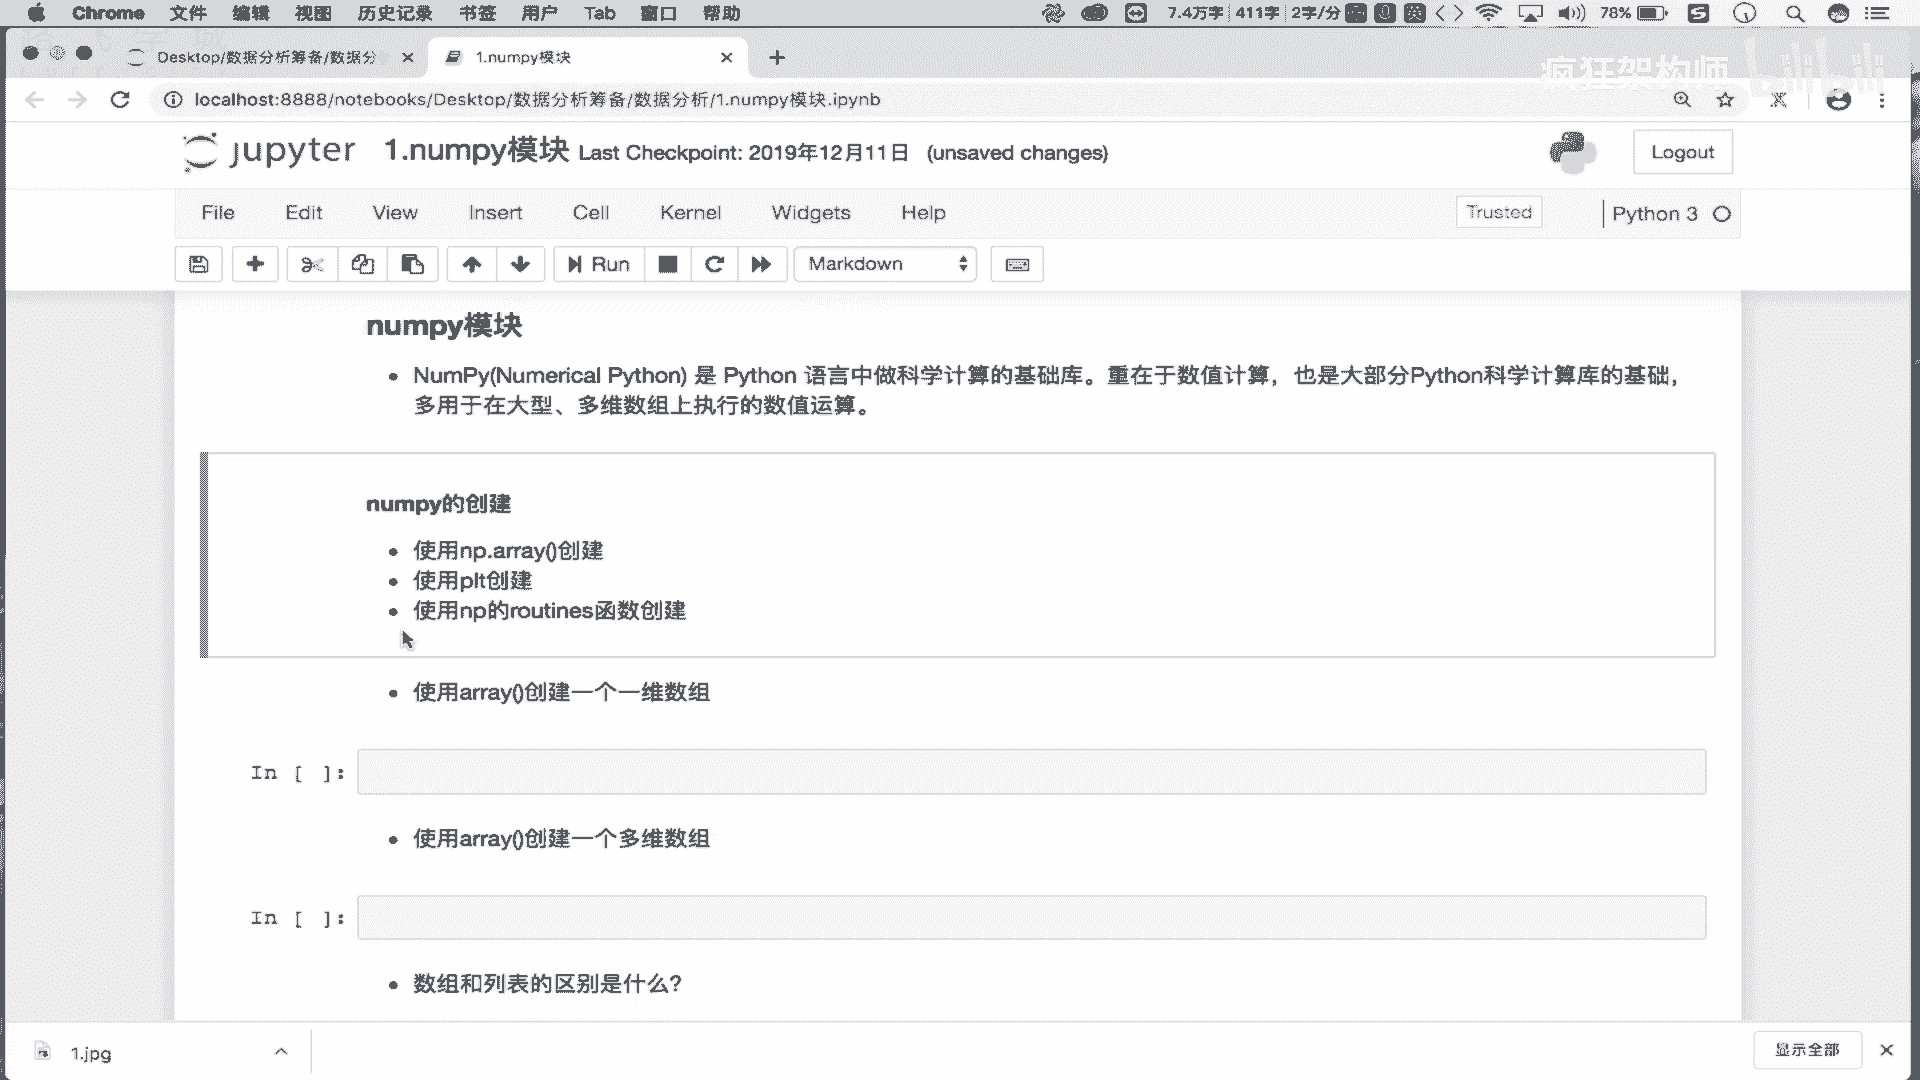 Chrome 文件 编辑 视图 历史记录 书签 用户 Tab 窗口 帮助 7.4万字 411字 2字/分 英 78% S
Desktop/数据分析筹备/数据分
1.numpy模块
疯狂架构师 bilibili
localhost:8888/notebooks/Desktop/数据分析筹备/数据分析/1.numpy模块.ipynb
jupyter 1.numpy模块 Last Checkpoint: 2019年12月11日 (unsaved changes)
Logout
File Edit View Insert Cell Kernel Widgets Help Trusted Python 3
Run Markdown
numpy模块
NumPy(Numerical Python) 是 Python 语言中做科学计算的基础库。重在于数值计算，也是大部分Python科学计算库的基础，
多用于在大型、多维数组上执行的数值运算。
numpy的创建
使用np.array()创建
使用plt创建
使用np的routines函数创建
使用array()创建一个一维数组
In [ ]:
使用array()创建一个多维数组
In [ ]:
数组和列表的区别是什么?
1.jpg
显示全部